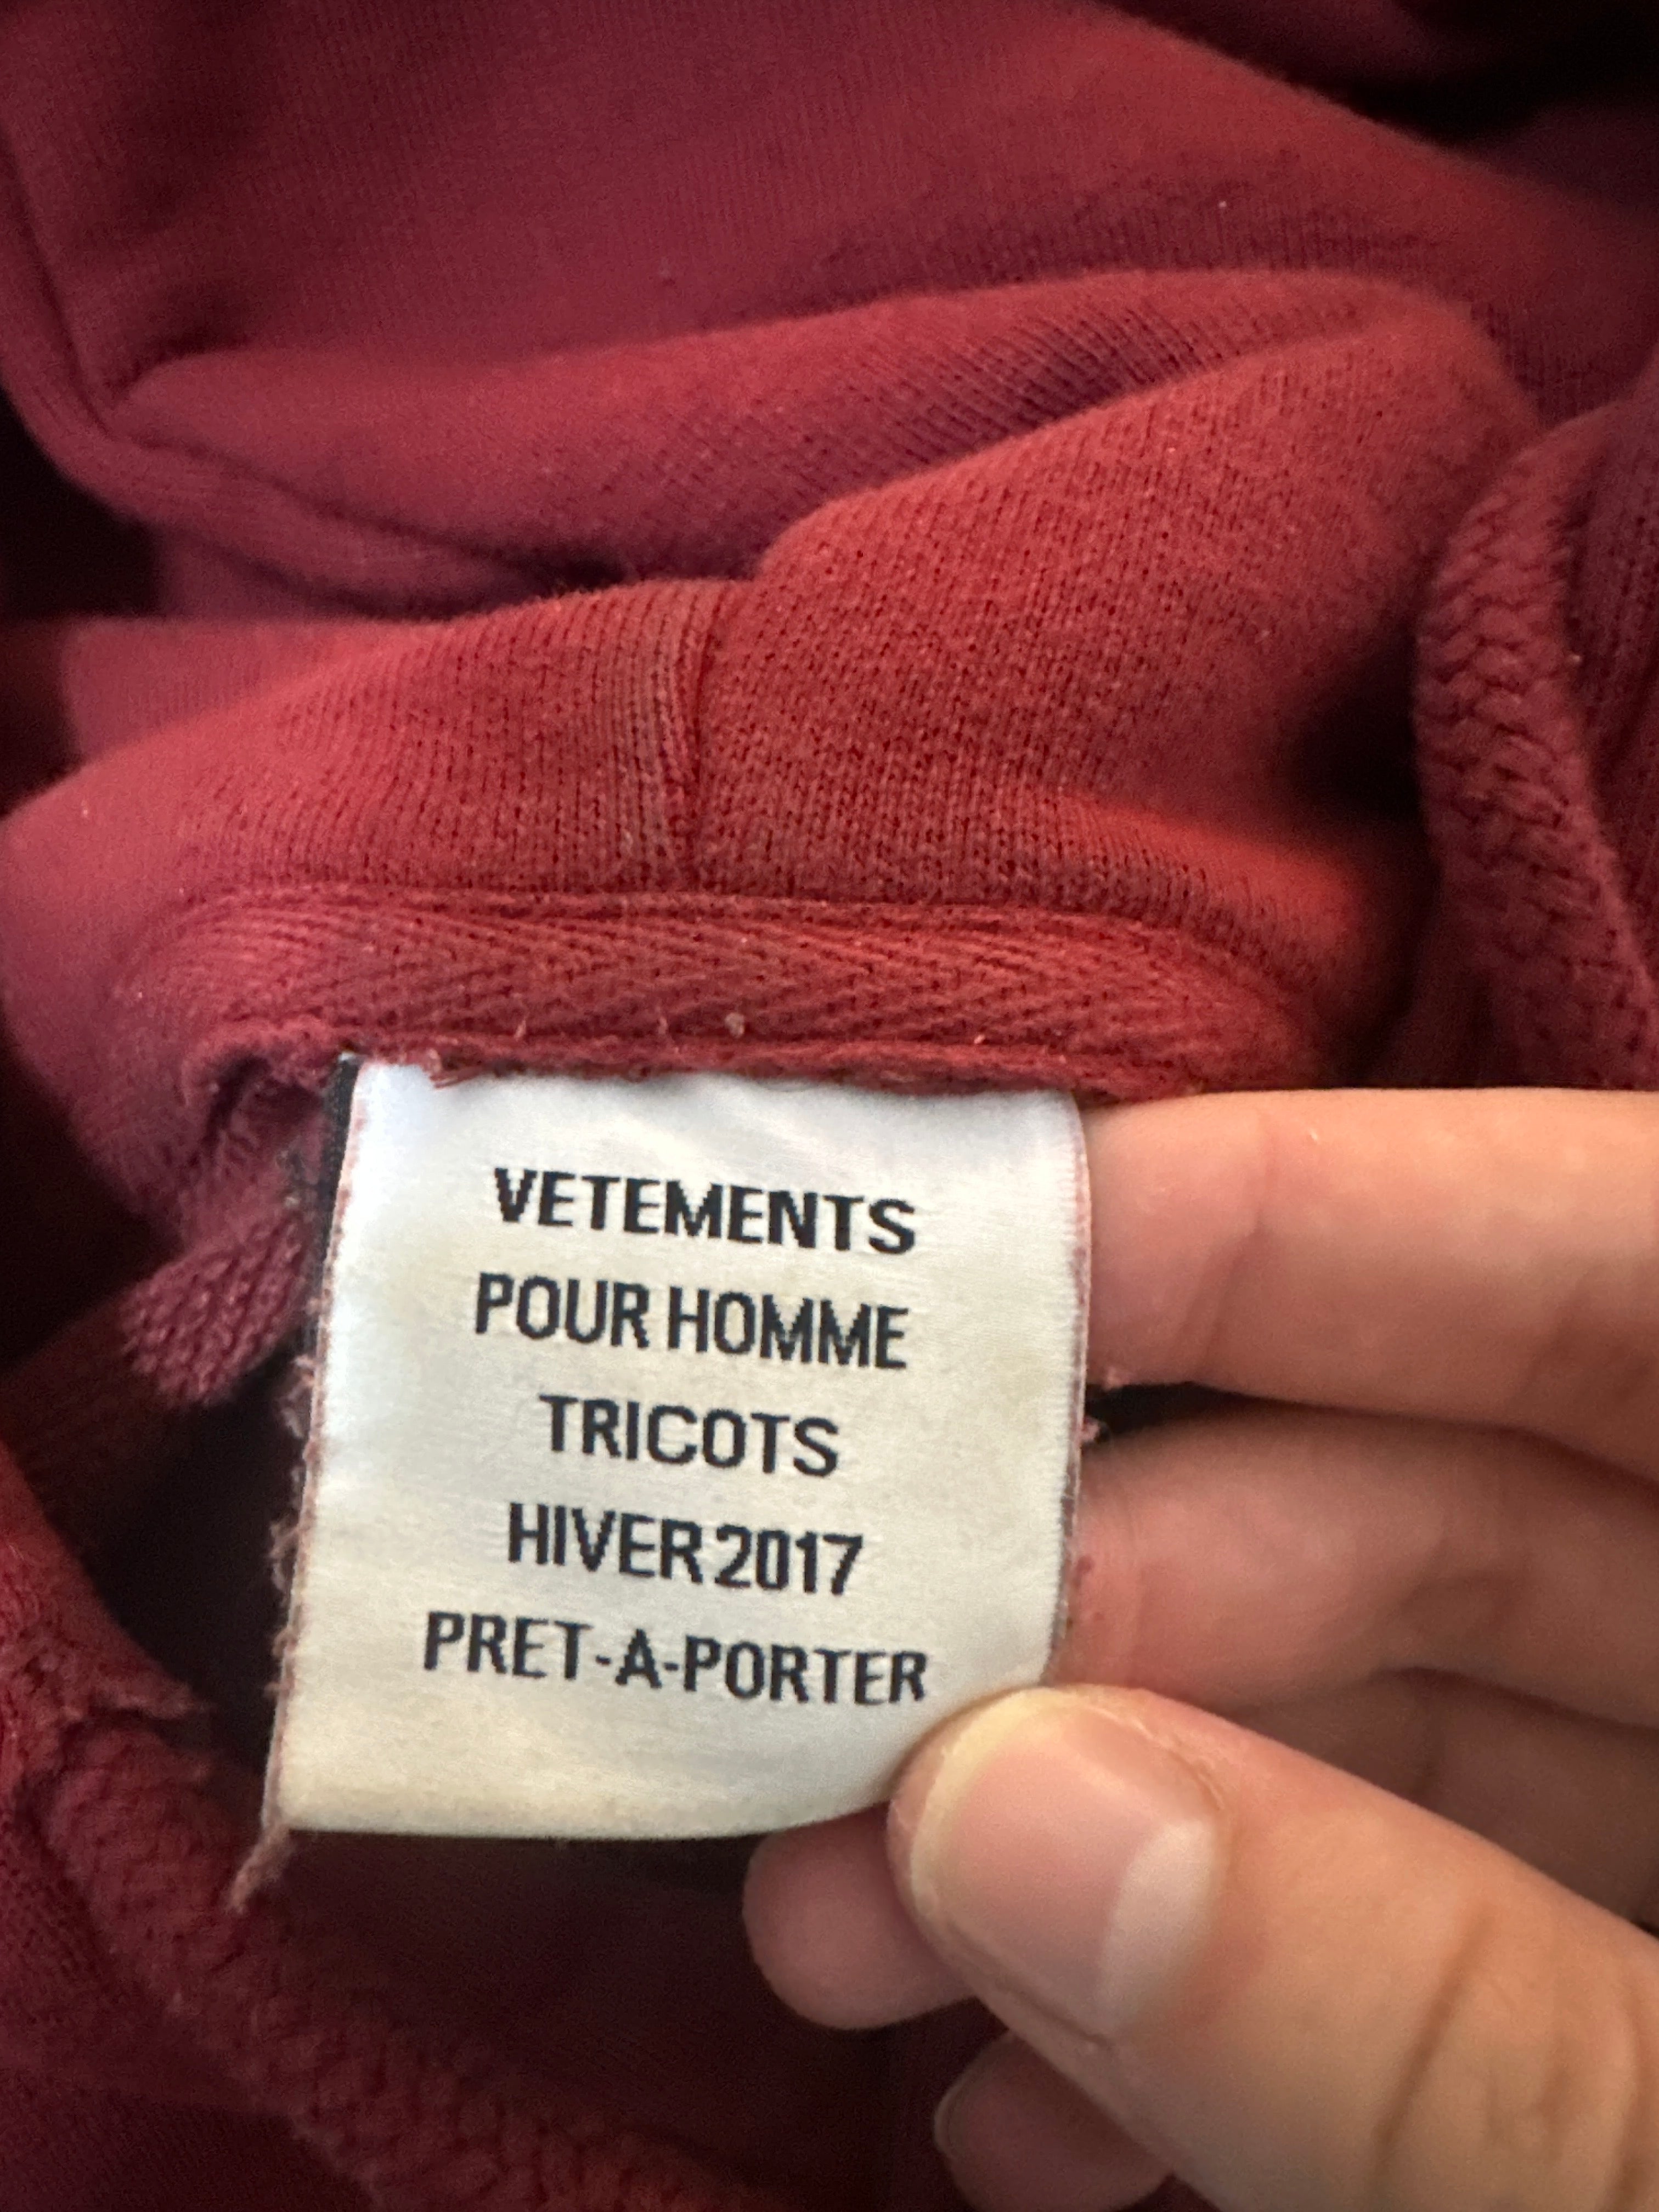 VETEMENTS
POUR HOMME
TRICOTS
HIVER 2017
PRET-A-PORTER